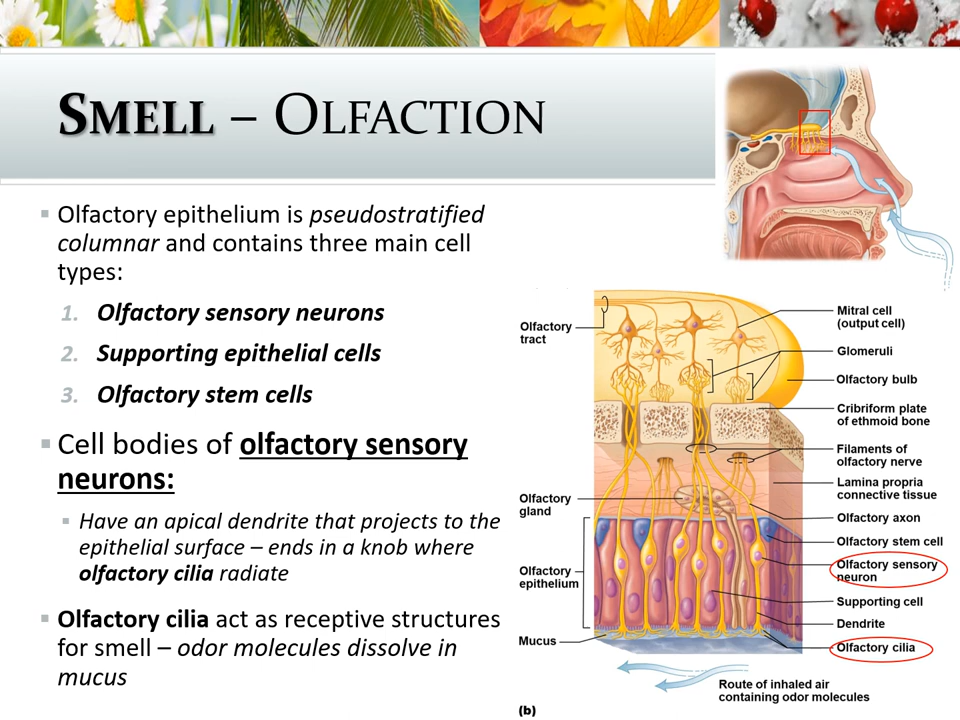 SMELL – OLFACTION
Olfactory epithelium is pseudostratified
columnar and contains three main cell
types:
1. Olfactory sensory neurons
2. Supporting epithelial cells
3. Olfactory stem cells
Cell bodies of olfactory sensory
neurons:
Have an apical dendrite that projects to the
epithelial surface – ends in a knob where
olfactory cilia radiate
Olfactory cilia act as receptive structures
for smell – odor molecules dissolve in
mucus
Olfactory
tract
Olfactory
gland
Olfactory
epithelium
Mucus
Mitral cell
(output cell)
Glomeruli
Olfactory bulb
Cribriform plate
of ethmoid bone
Filaments of
olfactory nerve
Lamina propria
connective tissue
Olfactory axon
Olfactory stem cell
Olfactory sensory
neuron
Supporting cell
Dendrite
Olfactory cilia
Route of inhaled air
containing odor molecules
(b)